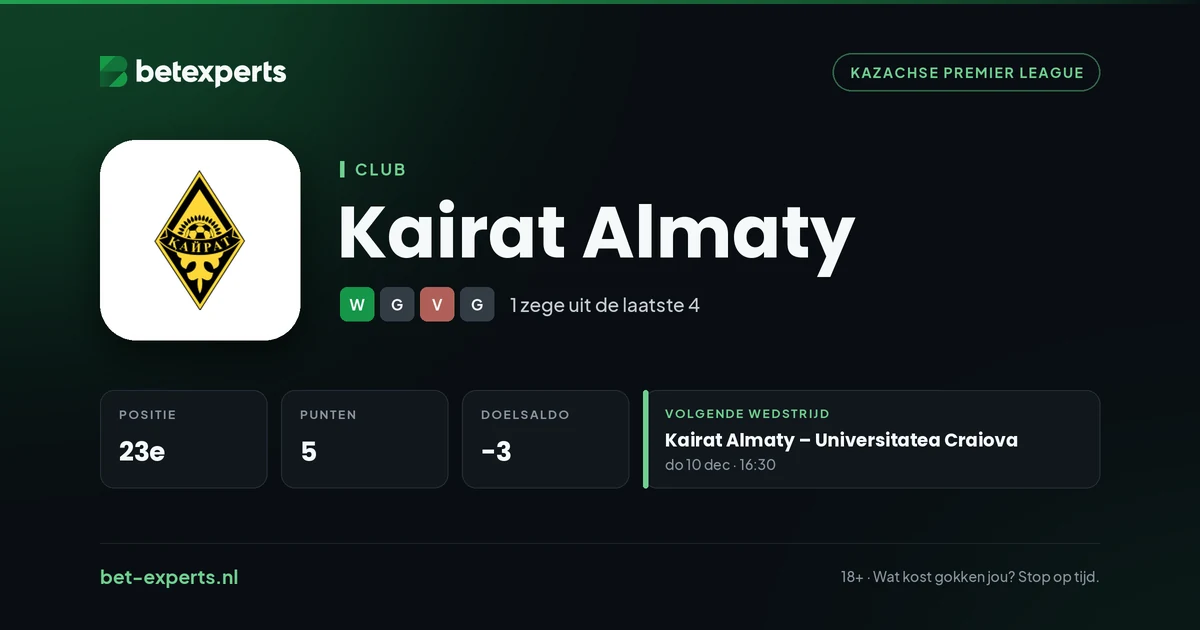 betexperts
KAZACHSE PREMIER LEAGUE
КАЙРАТ
CLUB
Kairat Almaty
W G V G 1 zege uit de laatste 4
POSITIE
23e
PUNTEN
5
DOELSALDO
−3
VOLGENDE WEDSTRIJD
Kairat Almaty – Universitatea Craiova
do 10 dec · 16:30
bet-experts.nl
18+ · Wat kost gokken jou? Stop op tijd.